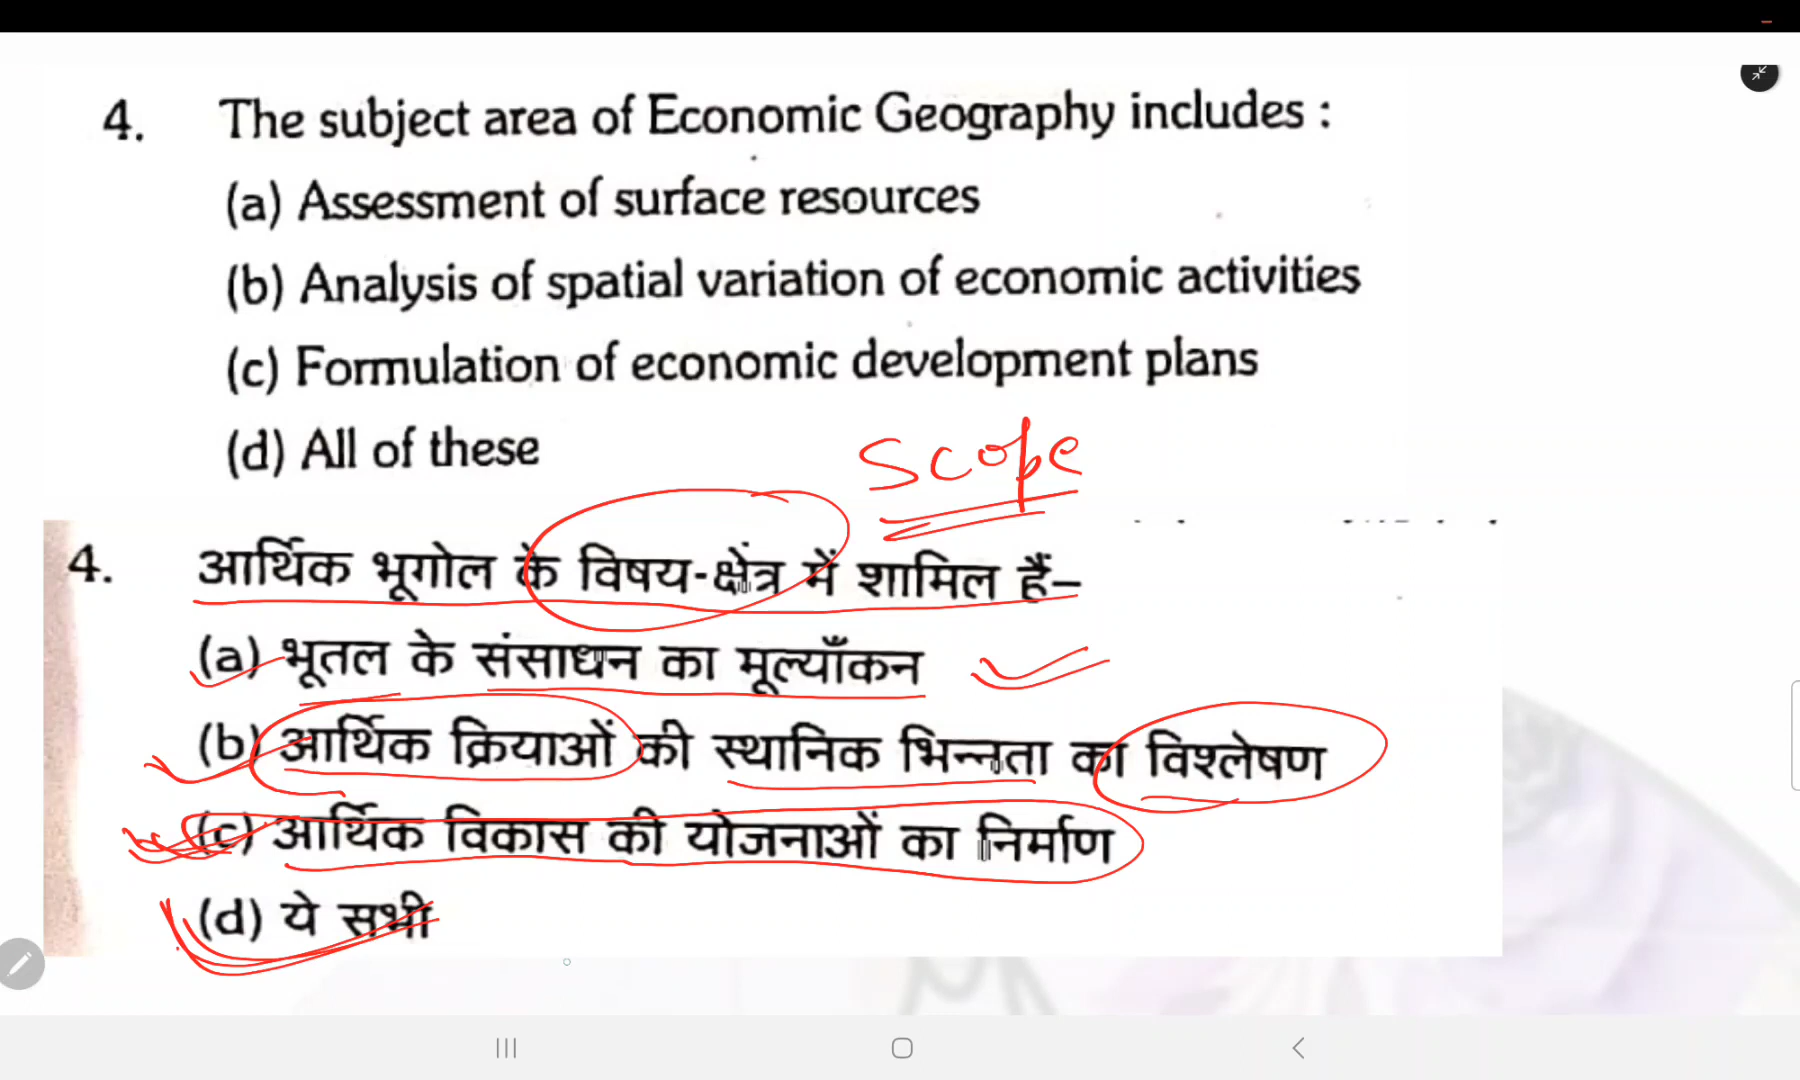 4. The subject area of Economic Geography includes :
(a) Assessment of surface resources
(b) Analysis of spatial variation of economic activities
(c) Formulation of economic development plans
(d) All of these
Scope
4. आर्थिक भूगोल के विषय-क्षेत्र में शामिल हैं–
(a) भूतल के संसाधन का मूल्याँकन
(b) आर्थिक क्रियाओं की स्थानिक भिन्नता का विश्लेषण
(c) आर्थिक विकास की योजनाओं का निर्माण
(d) ये सभी